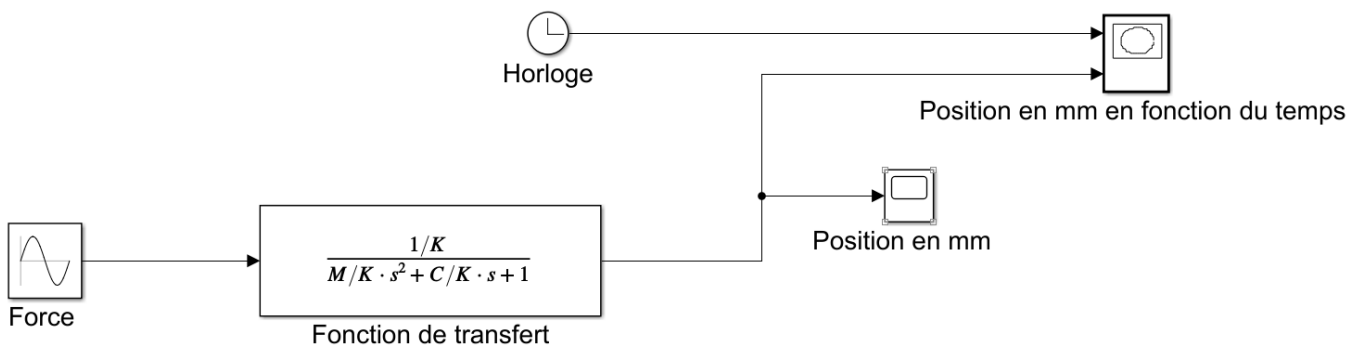 Horloge
Position en mm en fonction du temps
Position en mm
Force
1/K
M/K · s² + C/K · s + 1
Fonction de transfert